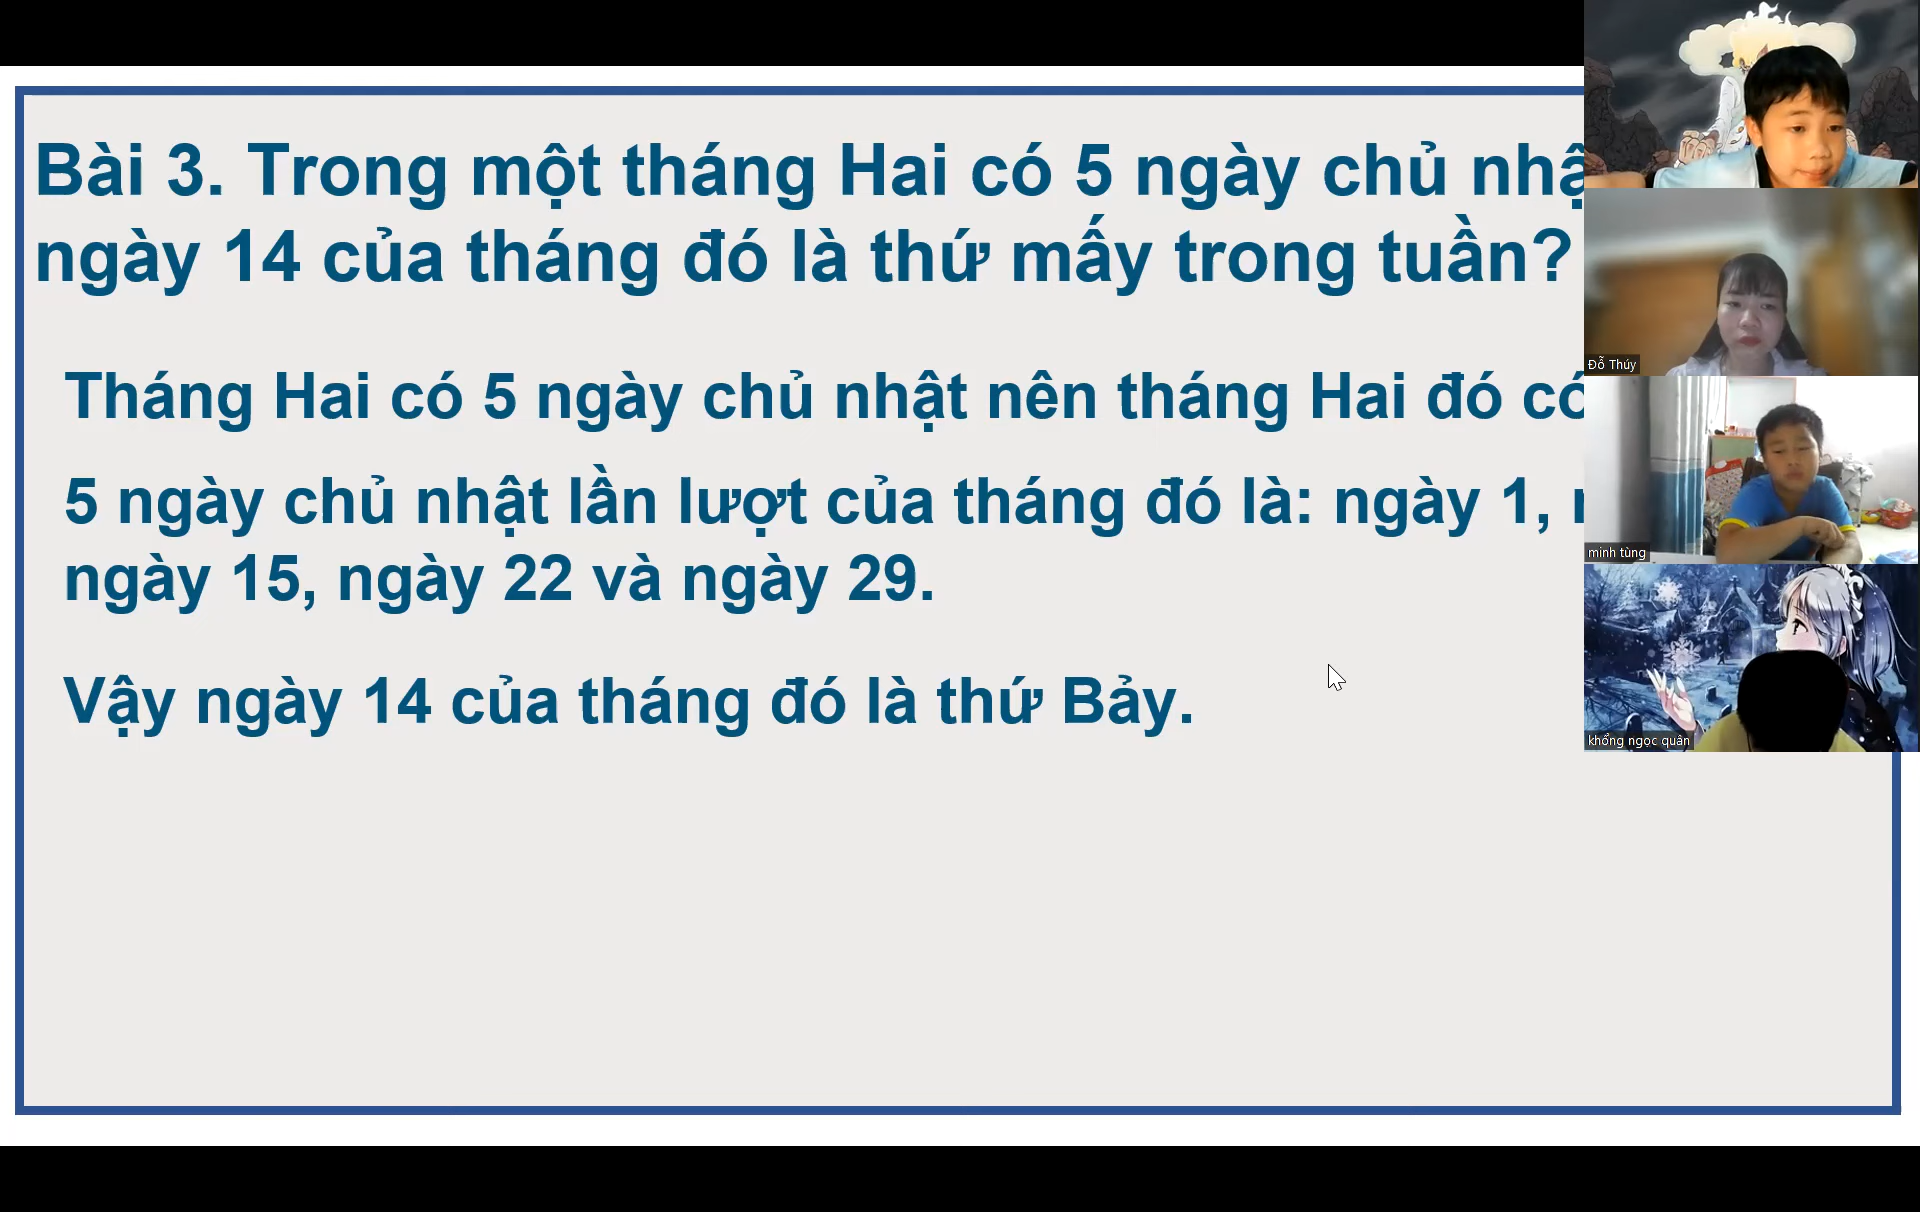 Bài 3. Trong một tháng Hai có 5 ngày chủ
ngày 14 của tháng đó là thứ mấy trong tuần?
Tháng Hai có 5 ngày chủ nhật nên tháng Hai đó có
5 ngày chủ nhật lần lượt của tháng đó là: ngày 1,
ngày 15, ngày 22 và ngày 29.
Vậy ngày 14 của tháng đó là thứ Bảy.
Đỗ Thúy
minh tùng
khổng ngọc quân